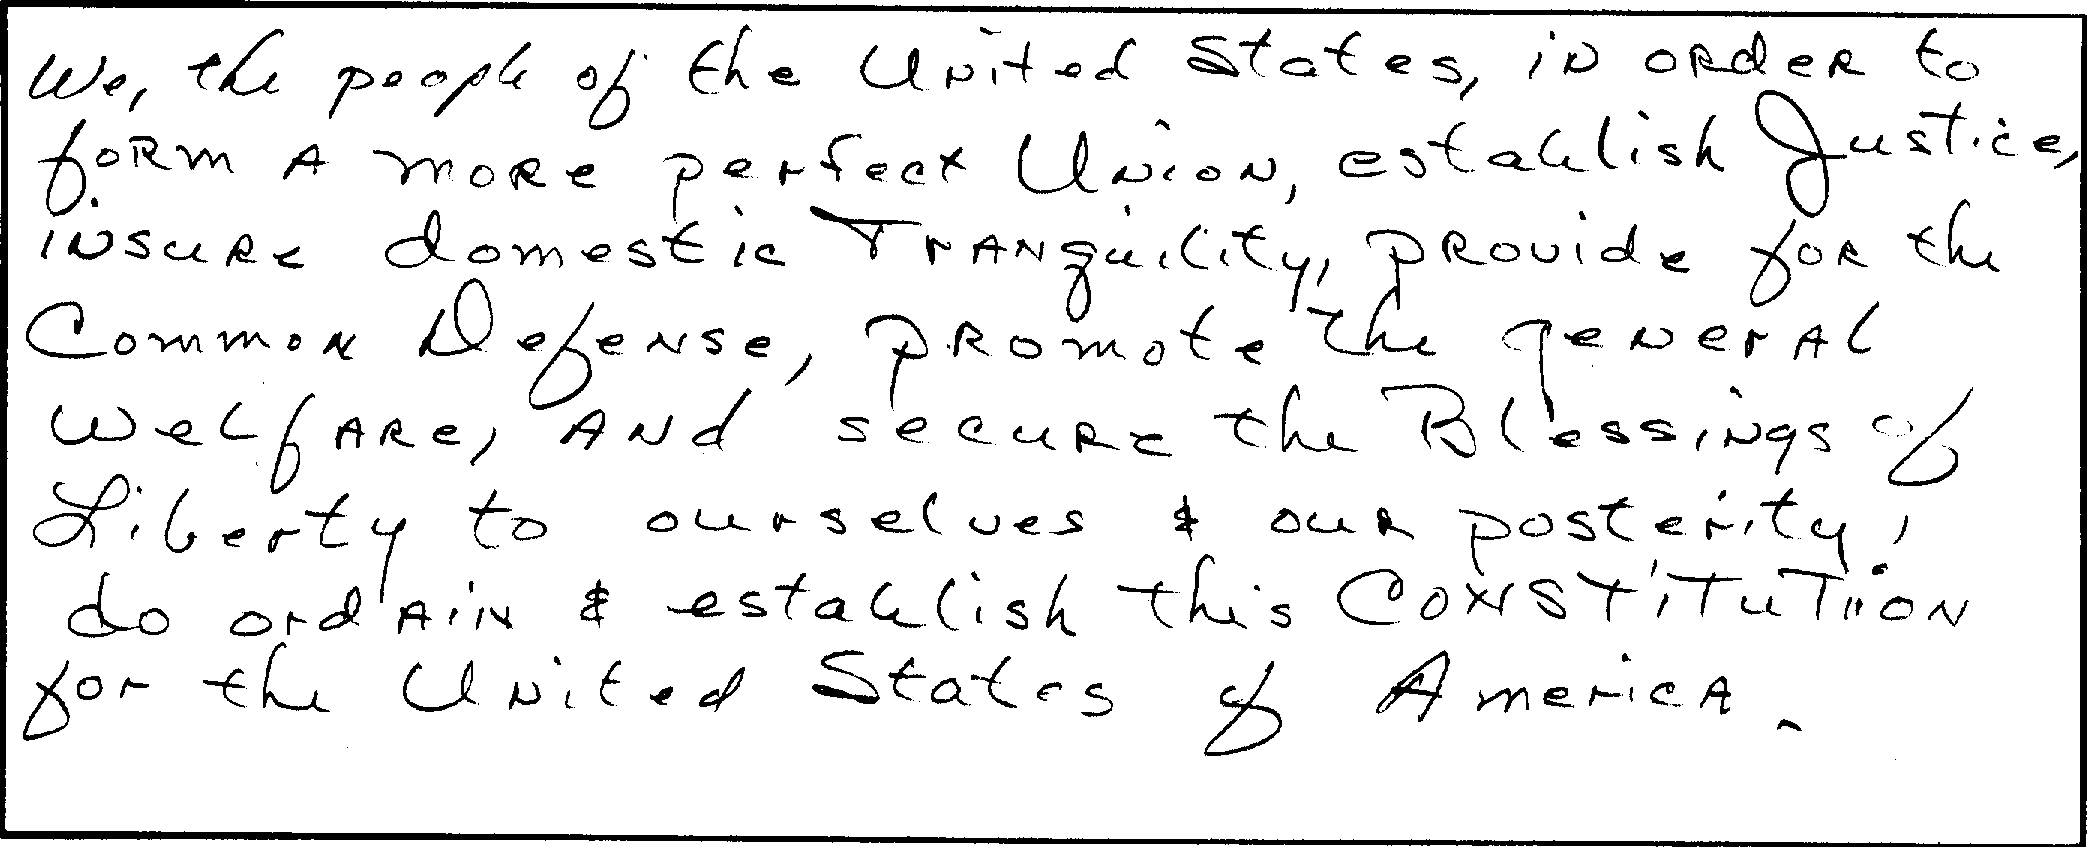 We, the people of the United States, in order to
form a more perfect Union, establish Justice,
insure domestic Tranquility, provide for the
Common Defense, promote the general
welfare, and secure the Blessings of
Liberty to ourselves & our posterity,
do ordain & establish this CONSTITUTION
for the United States of America.